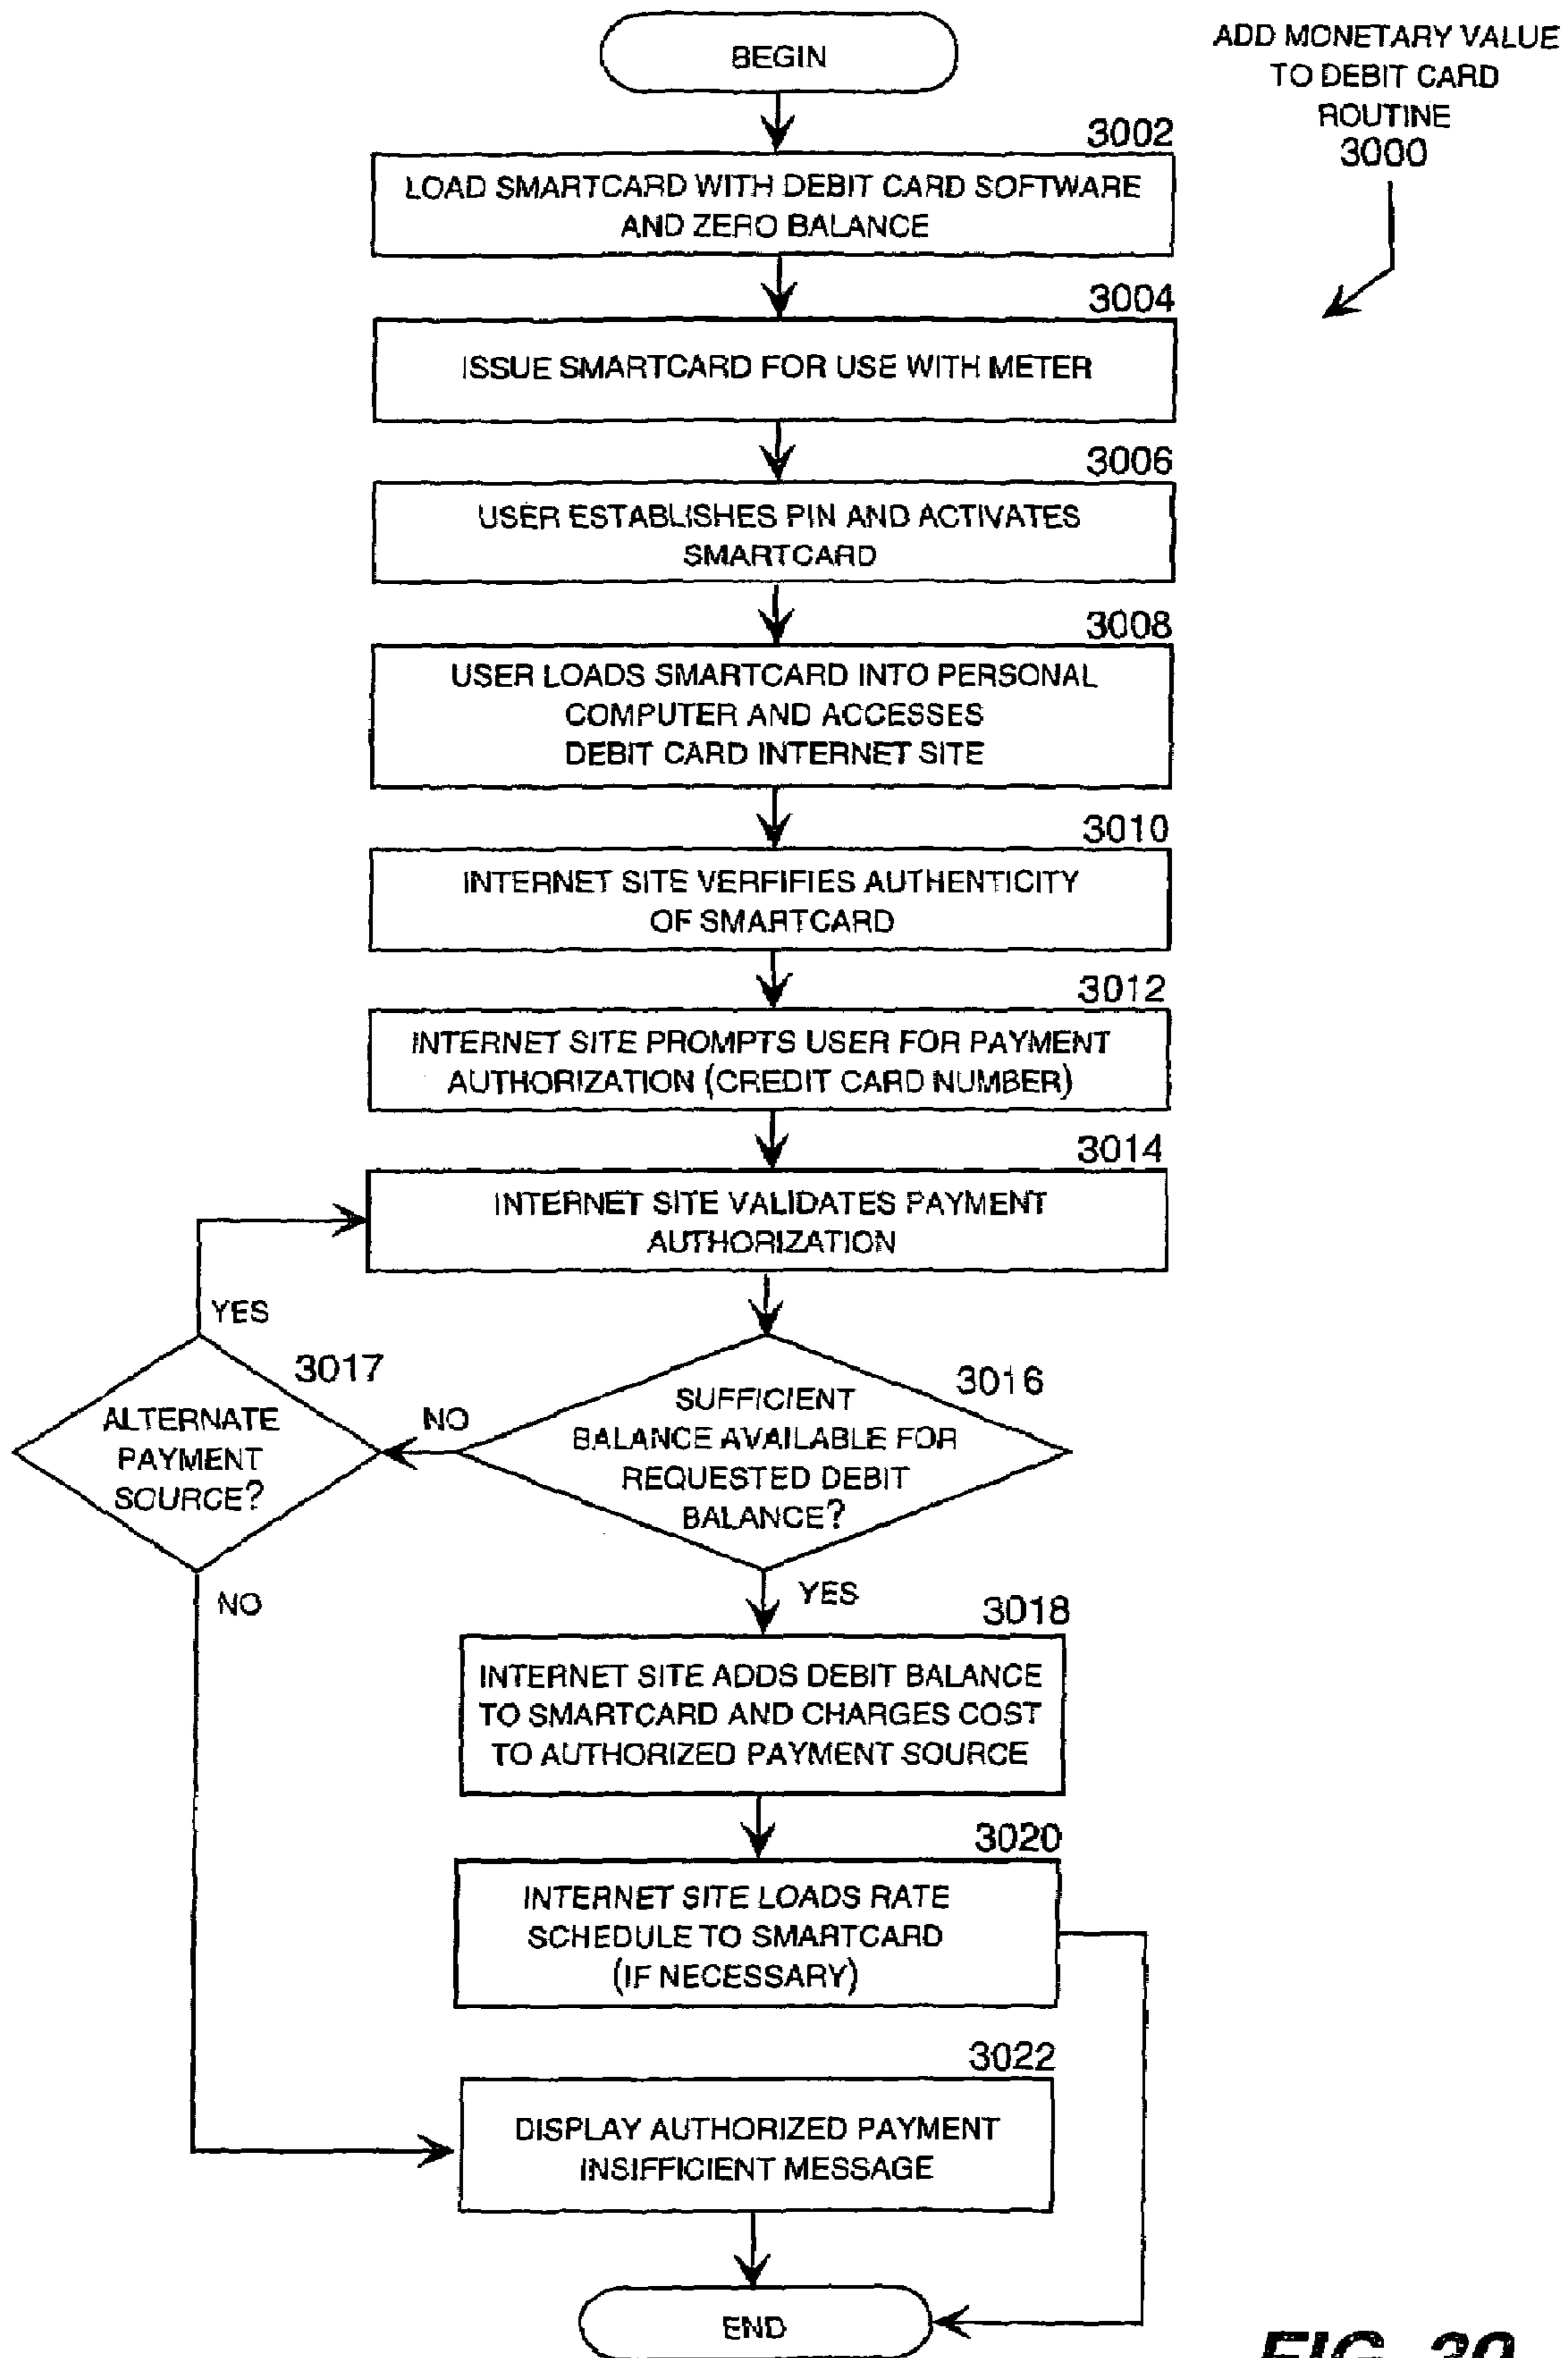 BEGIN
ADD MONETARY VALUE
TO DEBIT CARD
ROUTINE
3000
3002
LOAD SMARTCARD WITH DEBIT CARD SOFTWARE
AND ZERO BALANCE
3004
ISSUE SMARTCARD FOR USE WITH METER
3006
USER ESTABLISHES PIN AND ACTIVATES
SMARTCARD
3008
USER LOADS SMARTCARD INTO PERSONAL
COMPUTER AND ACCESSES
DEBIT CARD INTERNET SITE
3010
INTERNET SITE VERFIFIES AUTHENTICITY
OF SMARTCARD
3012
INTERNET SITE PROMPTS USER FOR PAYMENT
AUTHORIZATION (CREDIT CARD NUMBER)
3014
INTERNET SITE VALIDATES PAYMENT
AUTHORIZATION
YES
3017
ALTERNATE
PAYMENT
SOURCE?
NO
3016
SUFFICIENT
BALANCE AVAILABLE FOR
REQUESTED DEBIT
BALANCE?
NO
YES
3018
INTERNET SITE ADDS DEBIT BALANCE
TO SMARTCARD AND CHARGES COST
TO AUTHORIZED PAYMENT SOURCE
3020
INTERNET SITE LOADS RATE
SCHEDULE TO SMARTCARD
(IF NECESSARY)
3022
DISPLAY AUTHORIZED PAYMENT
INSIFFICIENT MESSAGE
END
FIG.